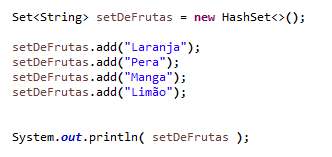 Set<String> setDeFrutas = new HashSet<>();
setDeFrutas.add("Laranja");
setDeFrutas.add("Pera");
setDeFrutas.add("Manga");
setDeFrutas.add("Limão");
System.out.println( setDeFrutas );